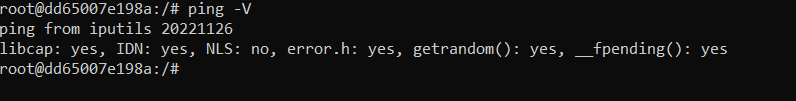 root@dd65007e198a:/# ping -V
ping from iputils 20221126
libcap: yes, IDN: yes, NLS: no, error.h: yes, getrandom(): yes, __fpending(): yes
root@dd65007e198a:/#